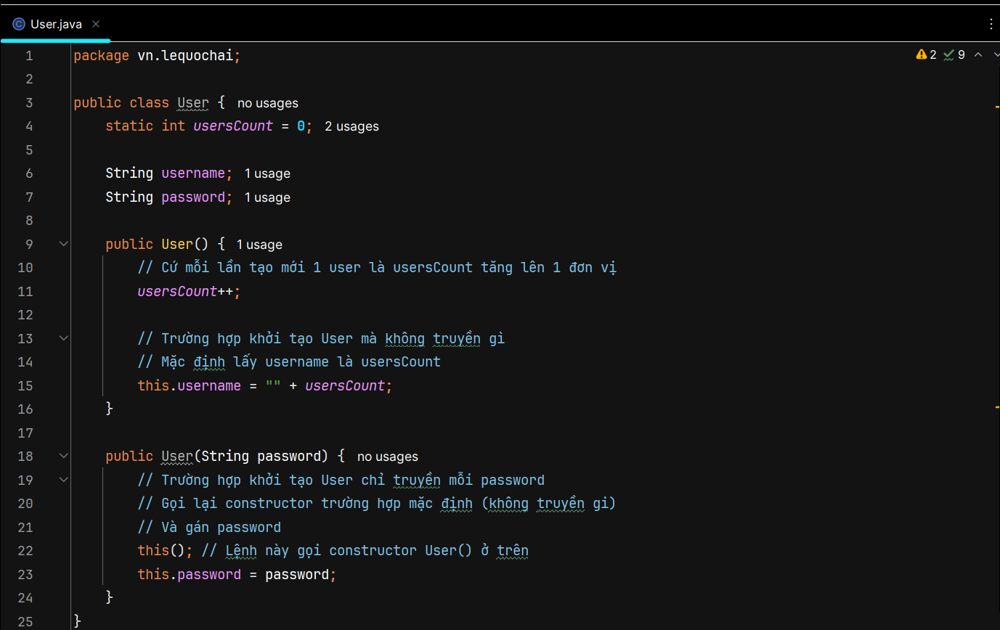 User.java
2 9
1 package vn.lequochai;
2
3 public class User { no usages
4 static int usersCount = 0; 2 usages
5
6 String username; 1 usage
7 String password; 1 usage
8
9 public User() { 1 usage
10 // Cứ mỗi lần tạo mới 1 user là usersCount tăng lên 1 đơn vị
11 usersCount++;
12
13 // Trường hợp khởi tạo User mà không truyền gì
14 // Mặc định lấy username là usersCount
15 this.username = "" + usersCount;
16 }
17
18 public User(String password) { no usages
19 // Trường hợp khởi tạo User chỉ truyền mỗi password
20 // Gọi lại constructor trường hợp mặc định (không truyền gi)
21 // Và gán password
22 this(); // Lệnh này gọi constructor User() ở trên
23 this.password = password;
24 }
25 }